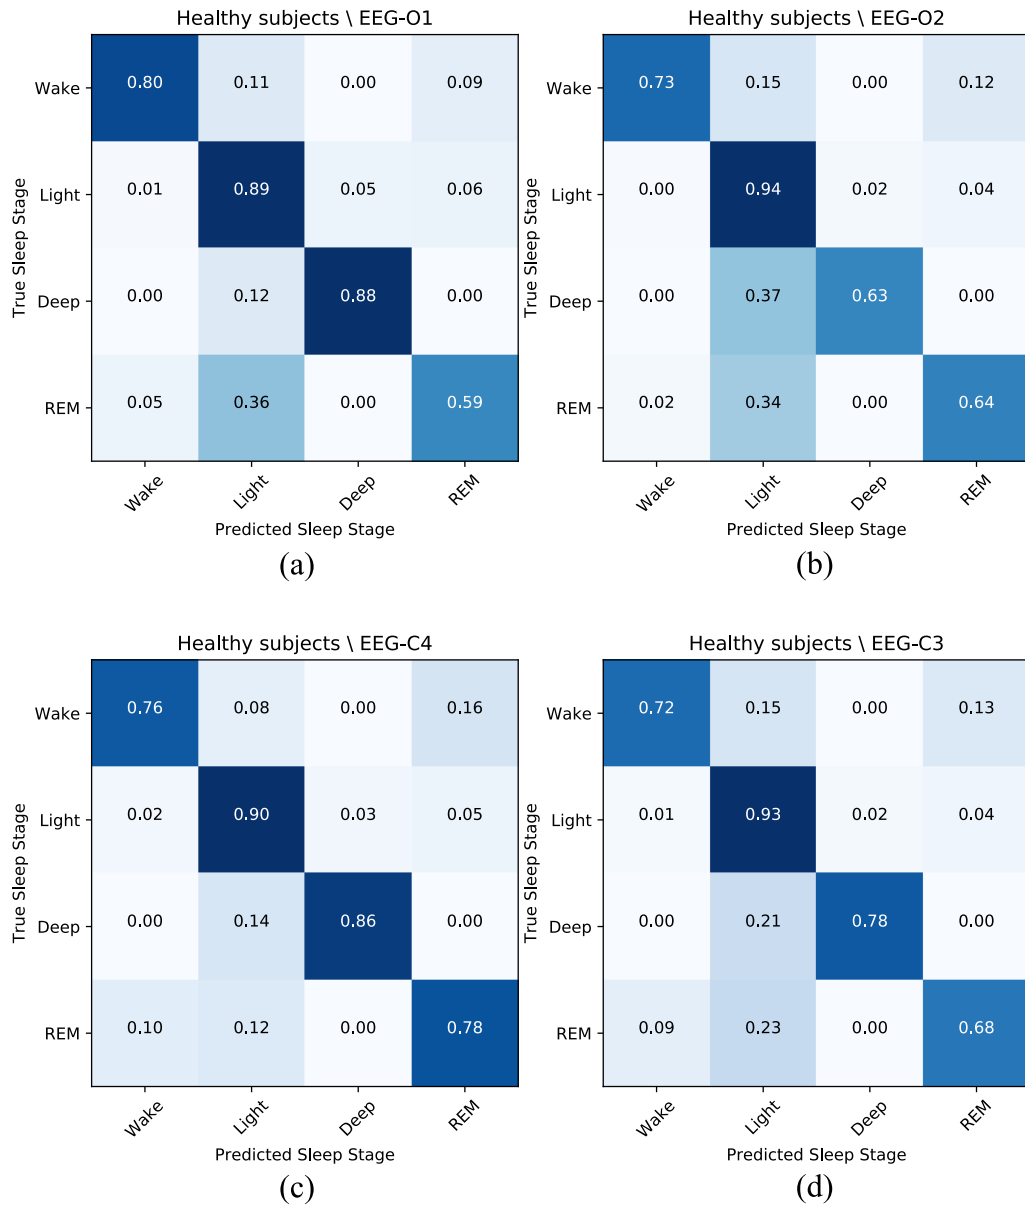 Healthy subjects \ EEG-O1
True Sleep Stage
Wake 0.80 0.11 0.00 0.09
Light 0.01 0.89 0.05 0.06
Deep 0.00 0.12 0.88 0.00
REM 0.05 0.36 0.00 0.59
Wake Light Deep REM
Predicted Sleep Stage
(a)
Healthy subjects \ EEG-O2
True Sleep Stage
Wake 0.73 0.15 0.00 0.12
Light 0.00 0.94 0.02 0.04
Deep 0.00 0.37 0.63 0.00
REM 0.02 0.34 0.00 0.64
Wake Light Deep REM
Predicted Sleep Stage
(b)
Healthy subjects \ EEG-C4
True Sleep Stage
Wake 0.76 0.08 0.00 0.16
Light 0.02 0.90 0.03 0.05
Deep 0.00 0.14 0.86 0.00
REM 0.10 0.12 0.00 0.78
Wake Light Deep REM
Predicted Sleep Stage
(c)
Healthy subjects \ EEG-C3
True Sleep Stage
Wake 0.72 0.15 0.00 0.13
Light 0.01 0.93 0.02 0.04
Deep 0.00 0.21 0.78 0.00
REM 0.09 0.23 0.00 0.68
Wake Light Deep REM
Predicted Sleep Stage
(d)